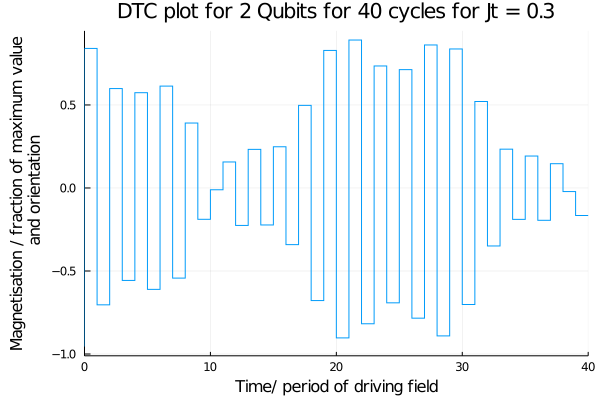 DTC plot for 2 Qubits for 40 cycles for Jt = 0.3
Magnetisation / fraction of maximum value
and orientation
0.5
0.0
−0.5
−1.0
0 10 20 30 40
Time/ period of driving field